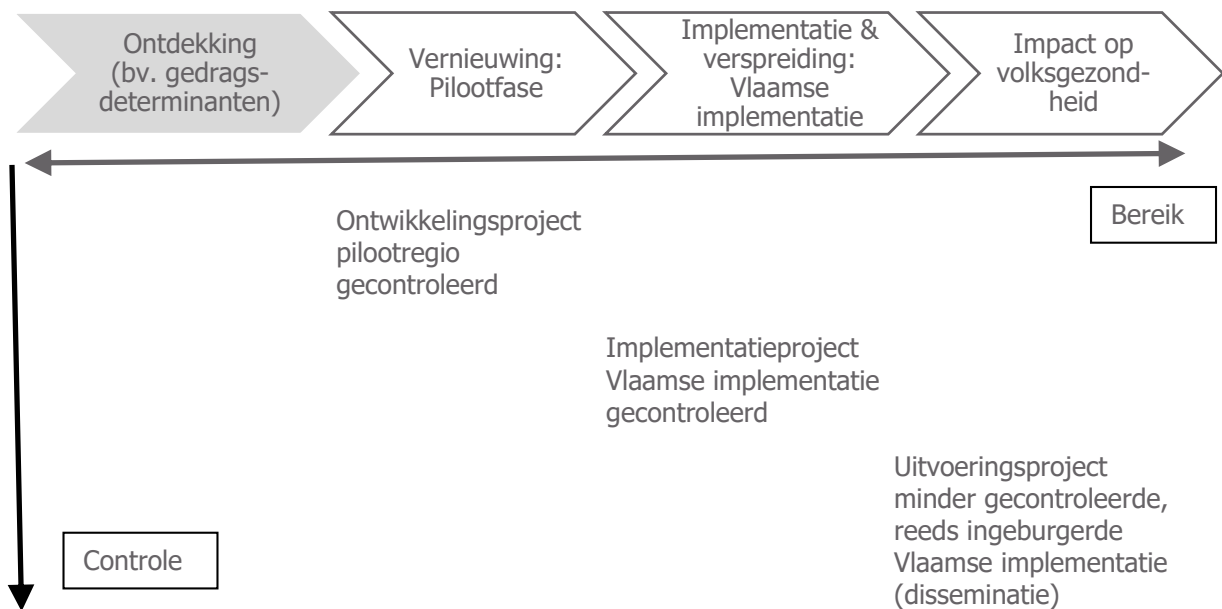 Ontdekking
(bv. gedrags-
determinanten)
Vernieuwing:
Pilootfase
Implementatie &
verspreiding:
Vlaamse
implementatie
Impact op
volksgezond-
heid
Bereik
Ontwikkelingsproject
pilootregio
gecontroleerd
Implementatieproject
Vlaamse implementatie
gecontroleerd
Uitvoeringsproject
minder gecontroleerde,
reeds ingeburgerde
Vlaamse implementatie
(disseminatie)
Controle